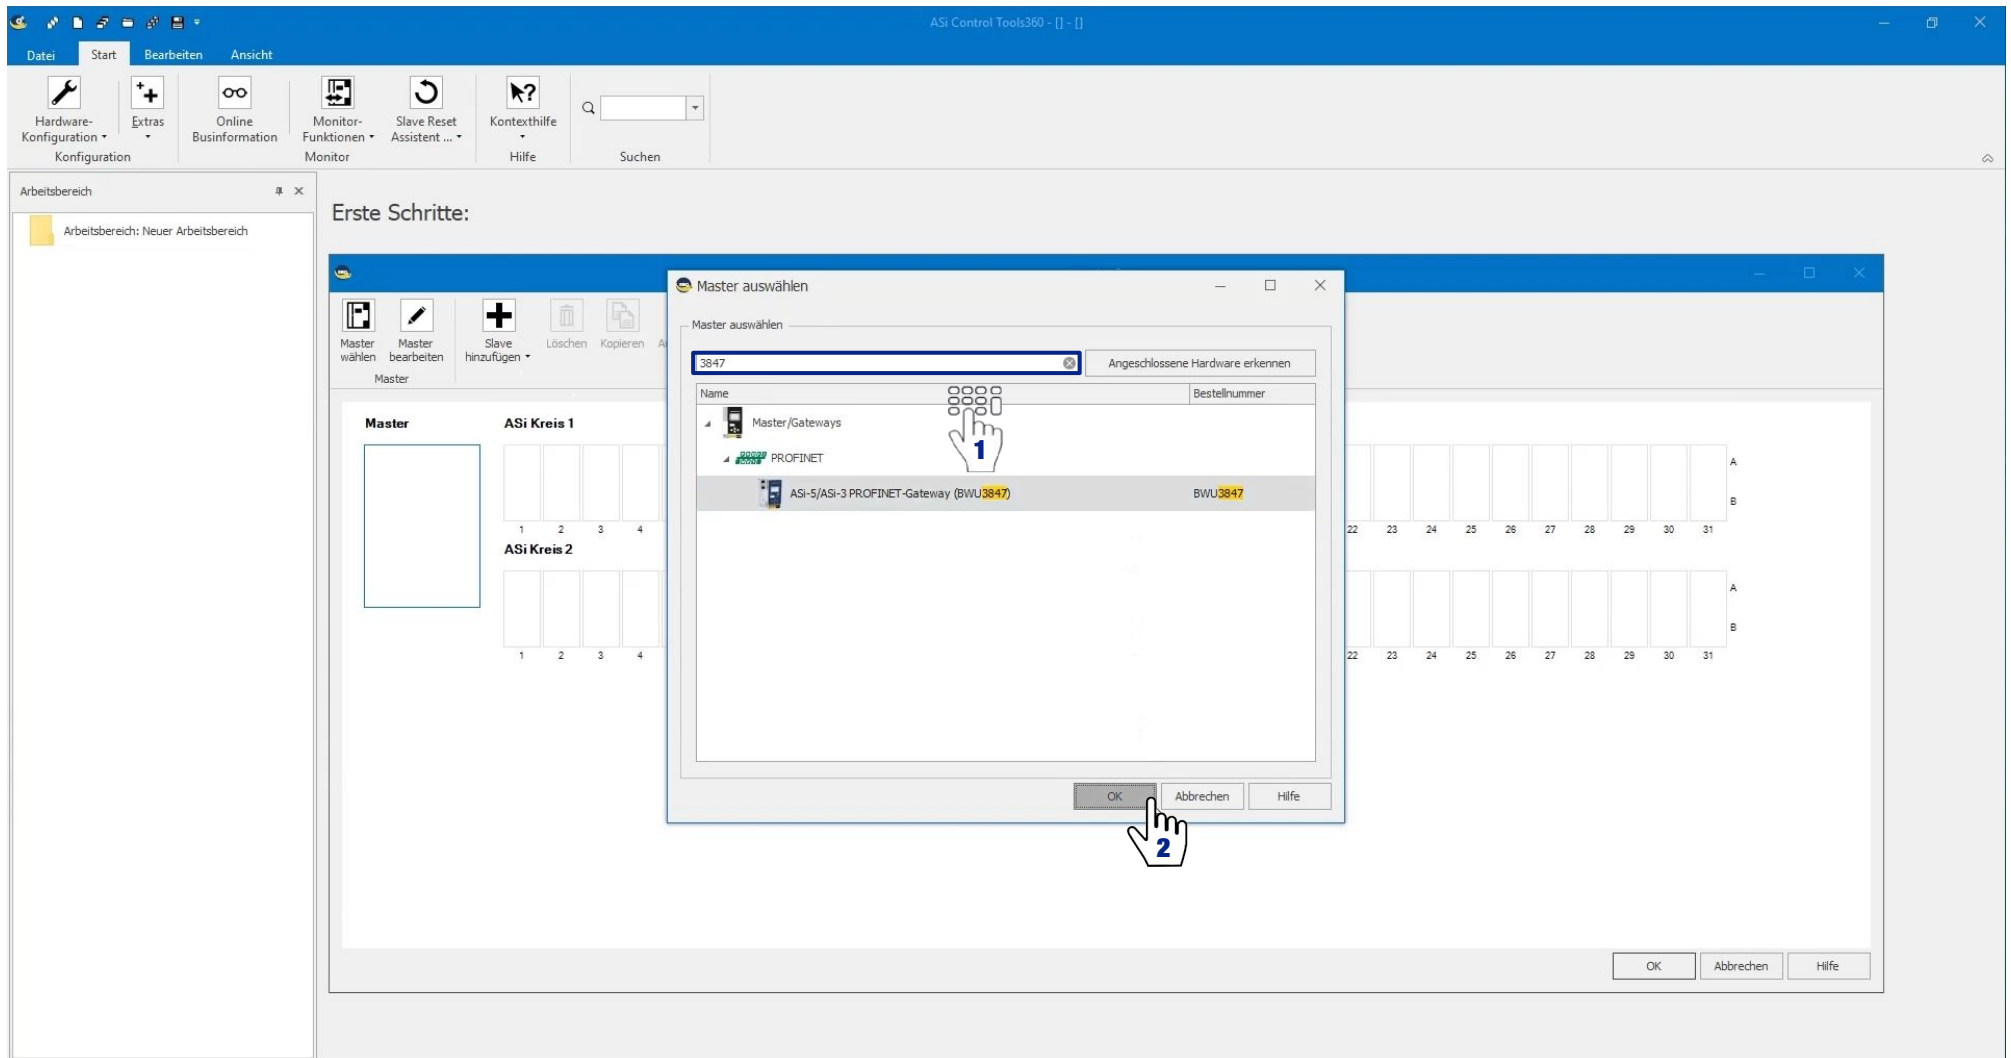 ASi Control Tools360 - [] - []
Datei Start Bearbeiten Ansicht
Hardware-
Konfiguration
Extras
Online
Businformation
Monitor-
Funktionen
Slave Reset
Assistent ...
Kontexthilfe
Konfiguration
Monitor
Hilfe
Suchen
Arbeitsbereich
Arbeitsbereich: Neuer Arbeitsbereich
Erste Schritte:
Master
wählen
Master
bearbeiten
Slave
hinzufügen
Löschen
Kopieren
Master
Master auswählen
Master auswählen
3847
Angeschlossene Hardware erkennen
Name Bestellnummer
Master/Gateways
PROFINET
ASi-5/ASi-3 PROFINET-Gateway (BWU3847) BWU3847
1
OK Abbrechen Hilfe
2
Master
ASi Kreis 1
A
B
1 2 3 4 22 23 24 25 26 27 28 29 30 31
ASi Kreis 2
A
B
1 2 3 4 22 23 24 25 26 27 28 29 30 31
OK Abbrechen Hilfe